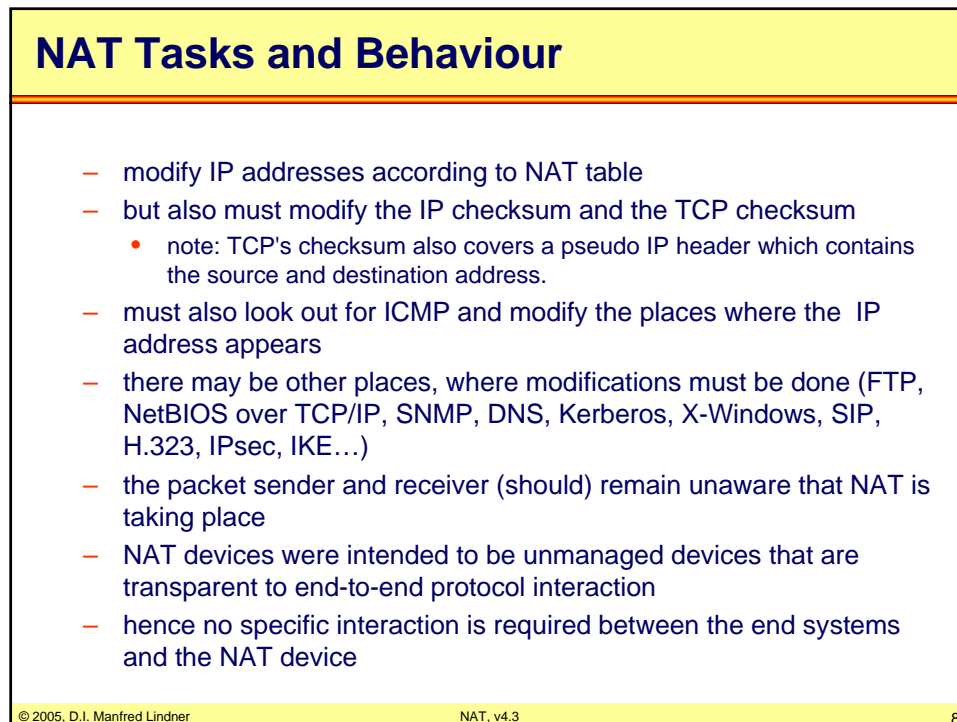 NAT Tasks and Behaviour
– modify IP addresses according to NAT table
– but also must modify the IP checksum and the TCP checksum
• note: TCP's checksum also covers a pseudo IP header which contains
the source and destination address.
– must also look out for ICMP and modify the places where the IP
address appears
– there may be other places, where modifications must be done (FTP,
NetBIOS over TCP/IP, SNMP, DNS, Kerberos, X-Windows, SIP,
H.323, IPsec, IKE…)
– the packet sender and receiver (should) remain unaware that NAT is
taking place
– NAT devices were intended to be unmanaged devices that are
transparent to end-to-end protocol interaction
– hence no specific interaction is required between the end systems
and the NAT device
© 2005, D.I. Manfred Lindner NAT, v4.3 8